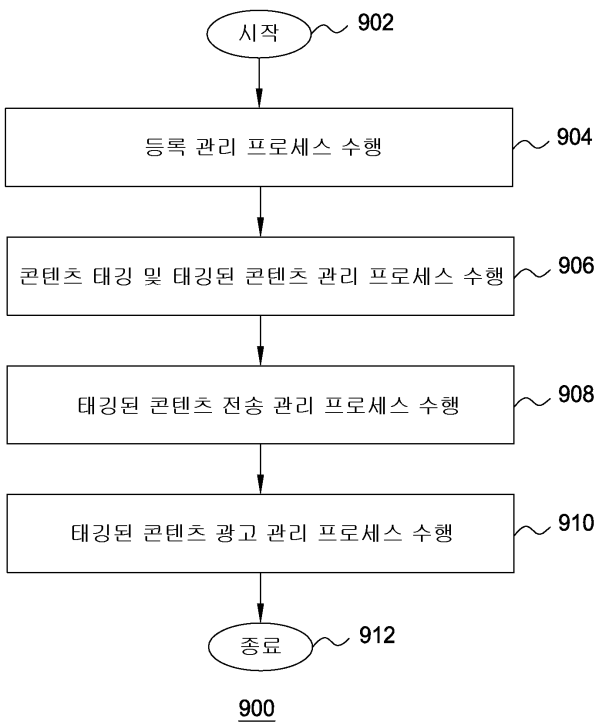 시작
902
등록 관리 프로세스 수행
904
콘텐츠 태깅 및 태깅된 콘텐츠 관리 프로세스 수행
906
태깅된 콘텐츠 전송 관리 프로세스 수행
908
태깅된 콘텐츠 광고 관리 프로세스 수행
910
종료
912
900